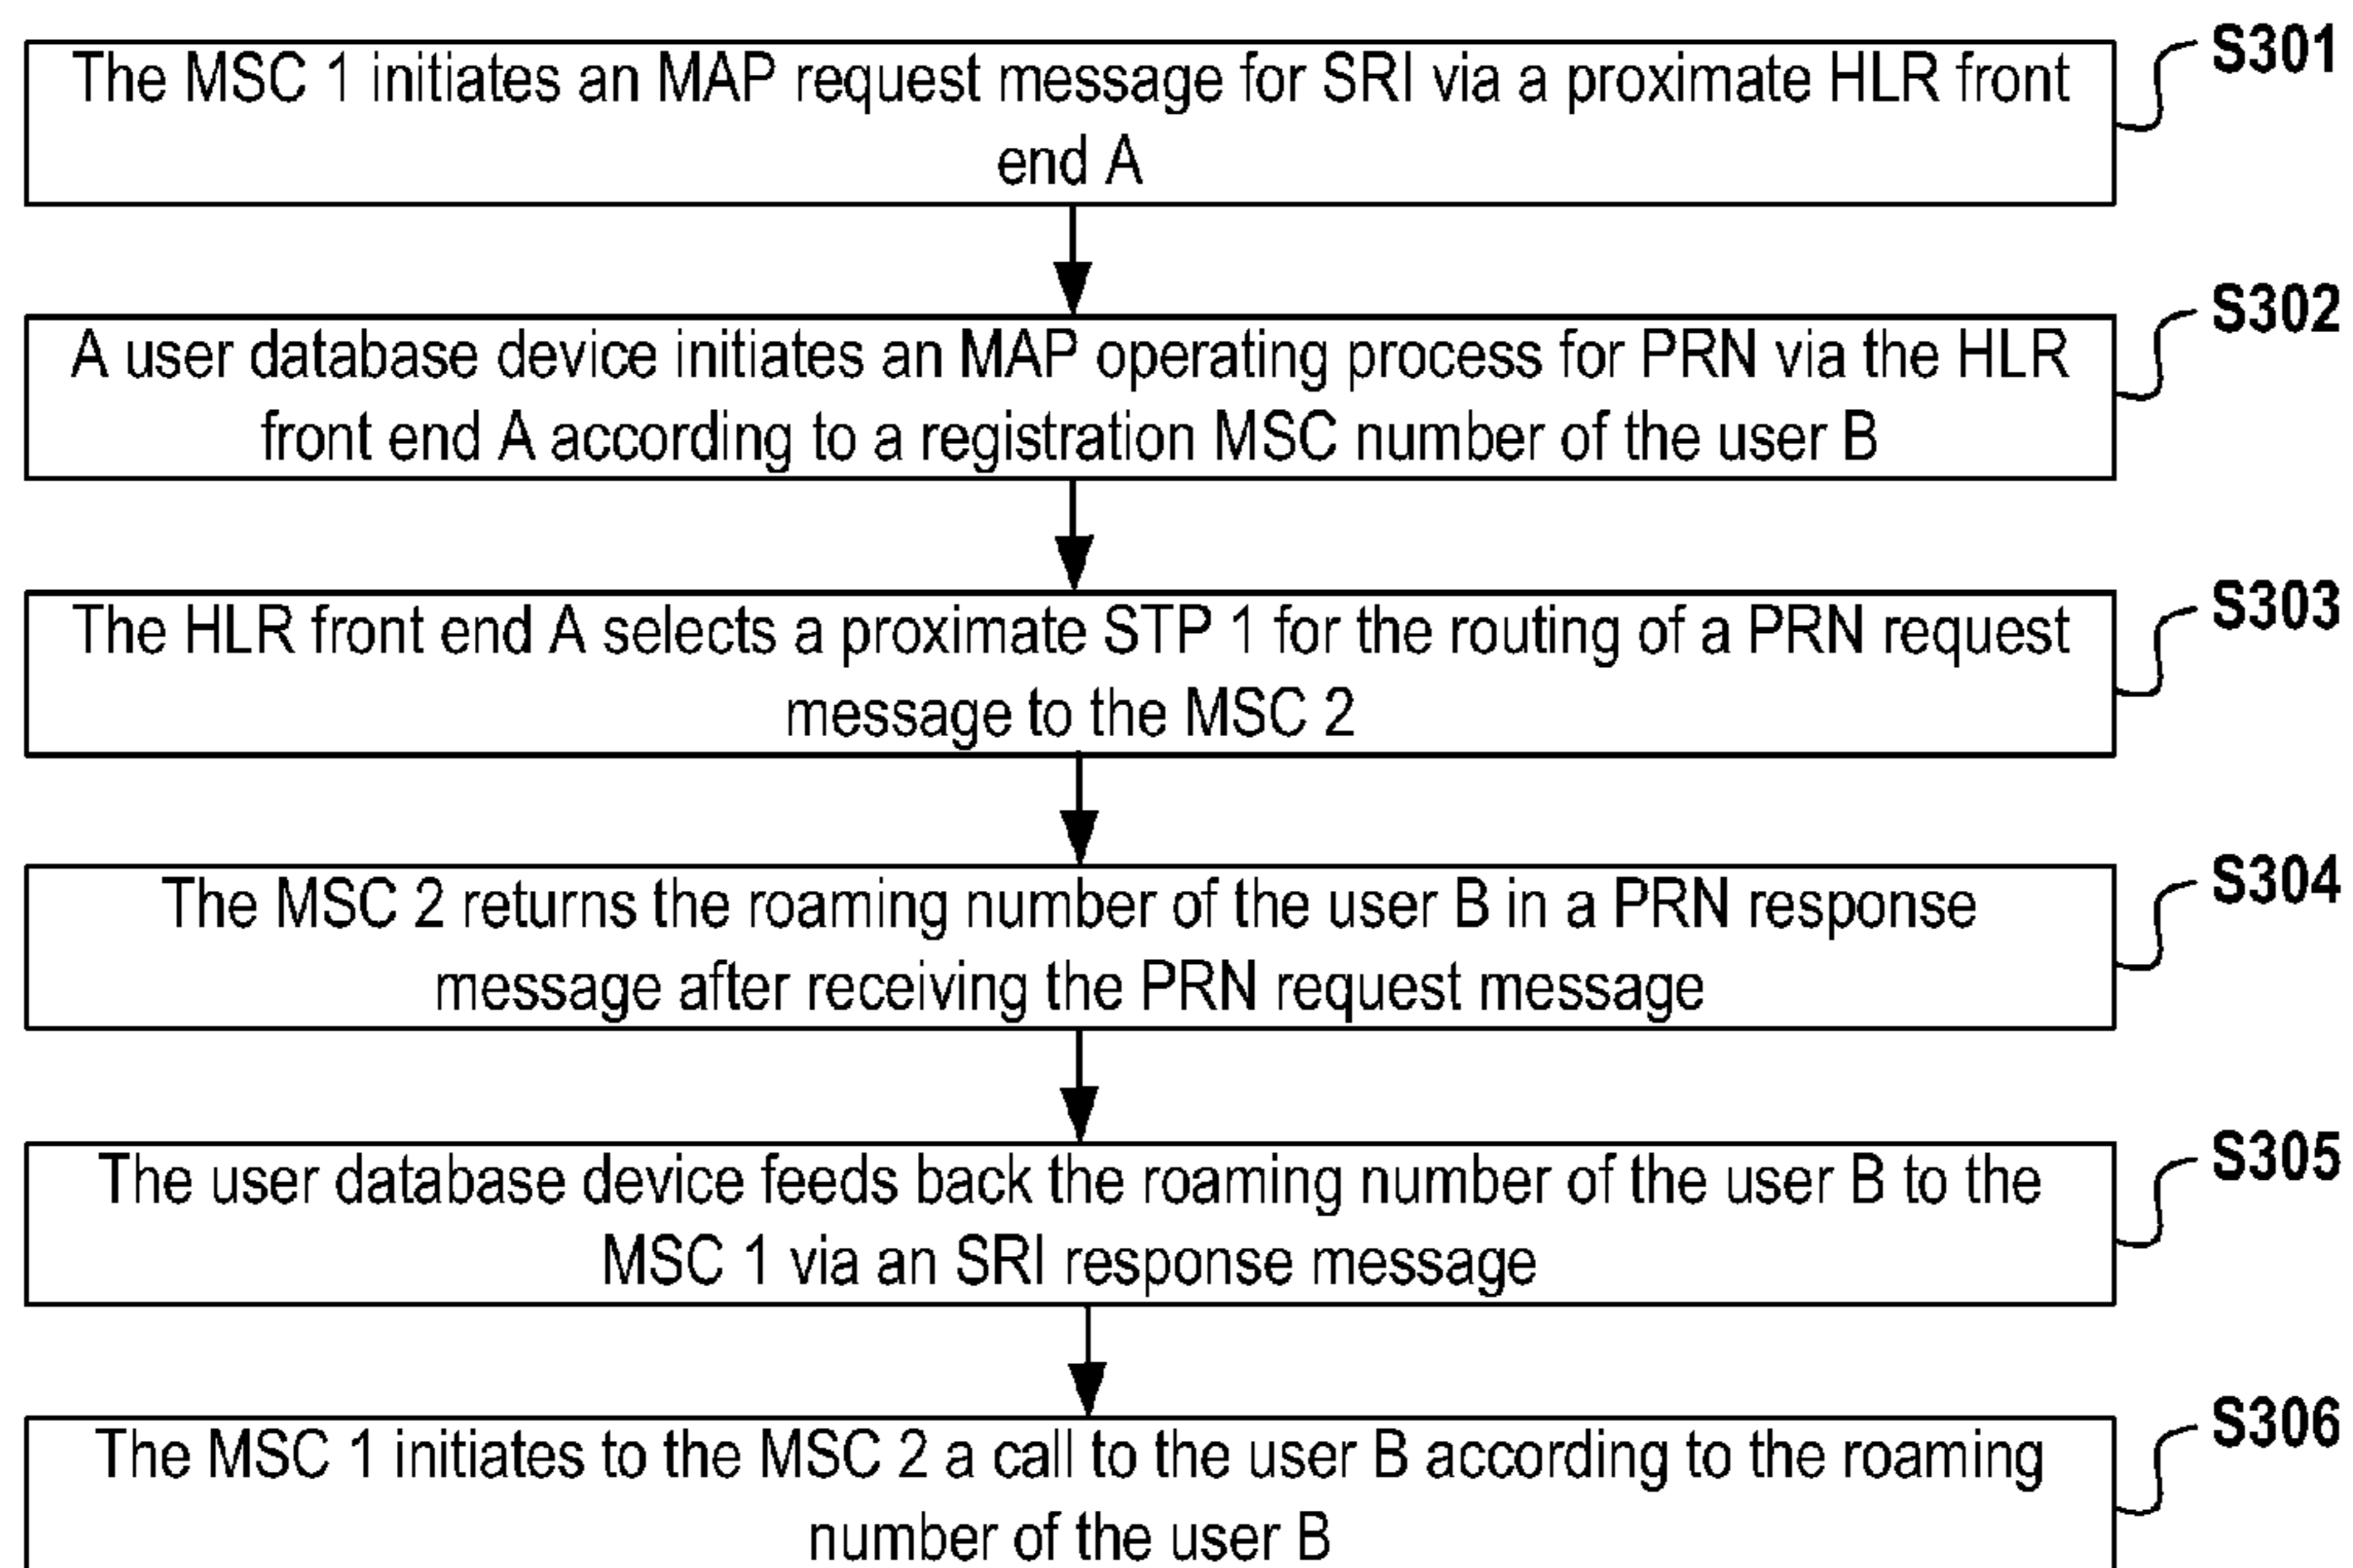 The MSC 1 initiates an MAP request message for SRI via a proximate HLR front
end A
S301
A user database device initiates an MAP operating process for PRN via the HLR
front end A according to a registration MSC number of the user B
S302
The HLR front end A selects a proximate STP 1 for the routing of a PRN request
message to the MSC 2
S303
The MSC 2 returns the roaming number of the user B in a PRN response
message after receiving the PRN request message
S304
The user database device feeds back the roaming number of the user B to the
MSC 1 via an SRI response message
S305
The MSC 1 initiates to the MSC 2 a call to the user B according to the roaming
number of the user B
S306